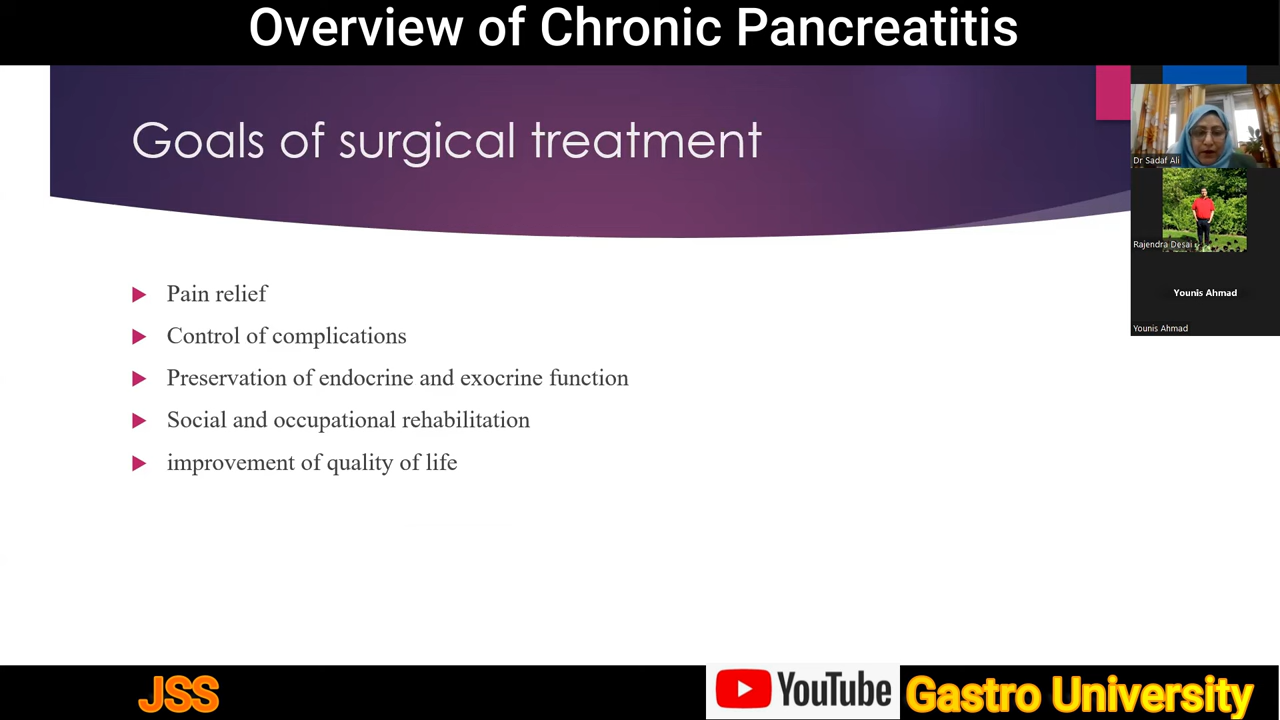 Overview of Chronic Pancreatitis
Goals of surgical treatment
Pain relief
Control of complications
Preservation of endocrine and exocrine function
Social and occupational rehabilitation
improvement of quality of life
Dr Sadaf Ali
Rajendra Desai
Younis Ahmad
Younis Ahmad
JSS
YouTube
Gastro University